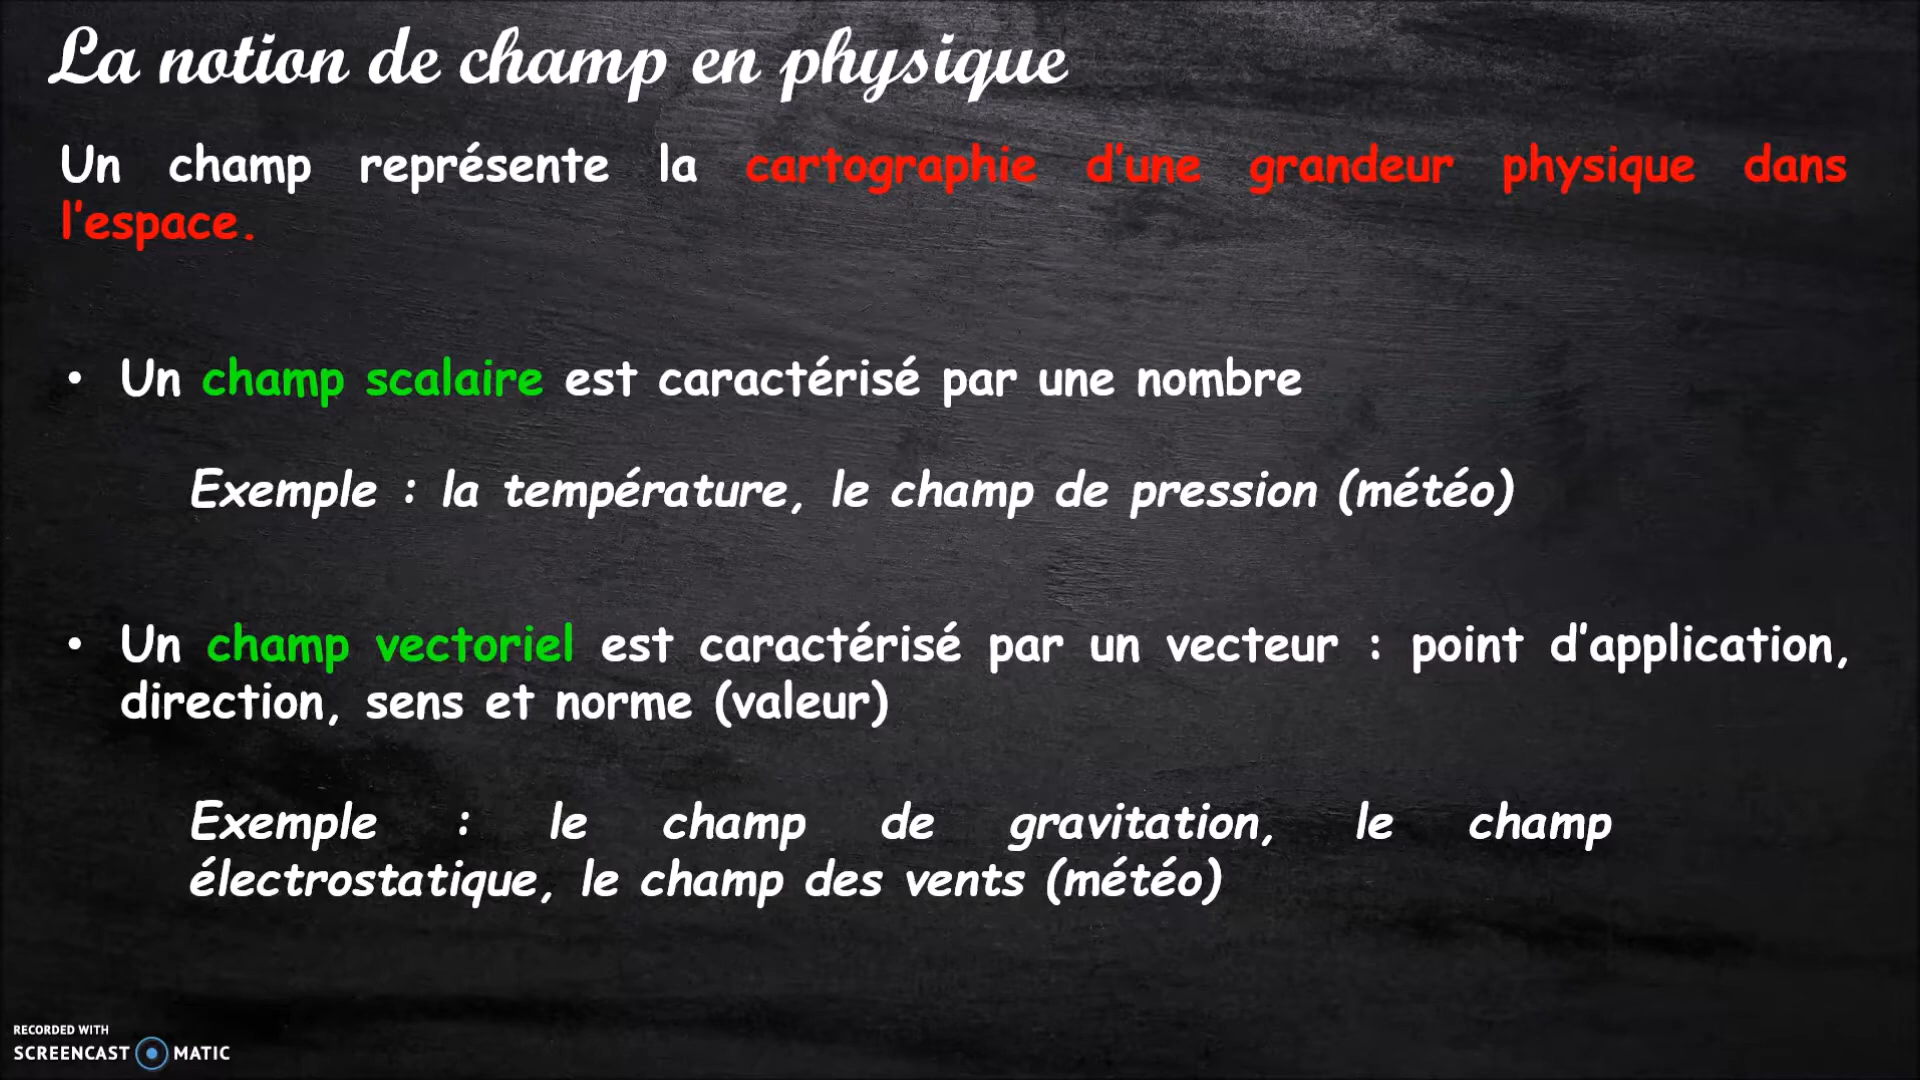 La notion de champ en physique
Un champ représente la cartographie d'une grandeur physique dans
l'espace.
• Un champ scalaire est caractérisé par une nombre
Exemple : la température, le champ de pression (météo)
• Un champ vectoriel est caractérisé par un vecteur : point d'application,
direction, sens et norme (valeur)
Exemple : le champ de gravitation, le champ
électrostatique, le champ des vents (météo)
RECORDED WITH
SCREENCAST MATIC